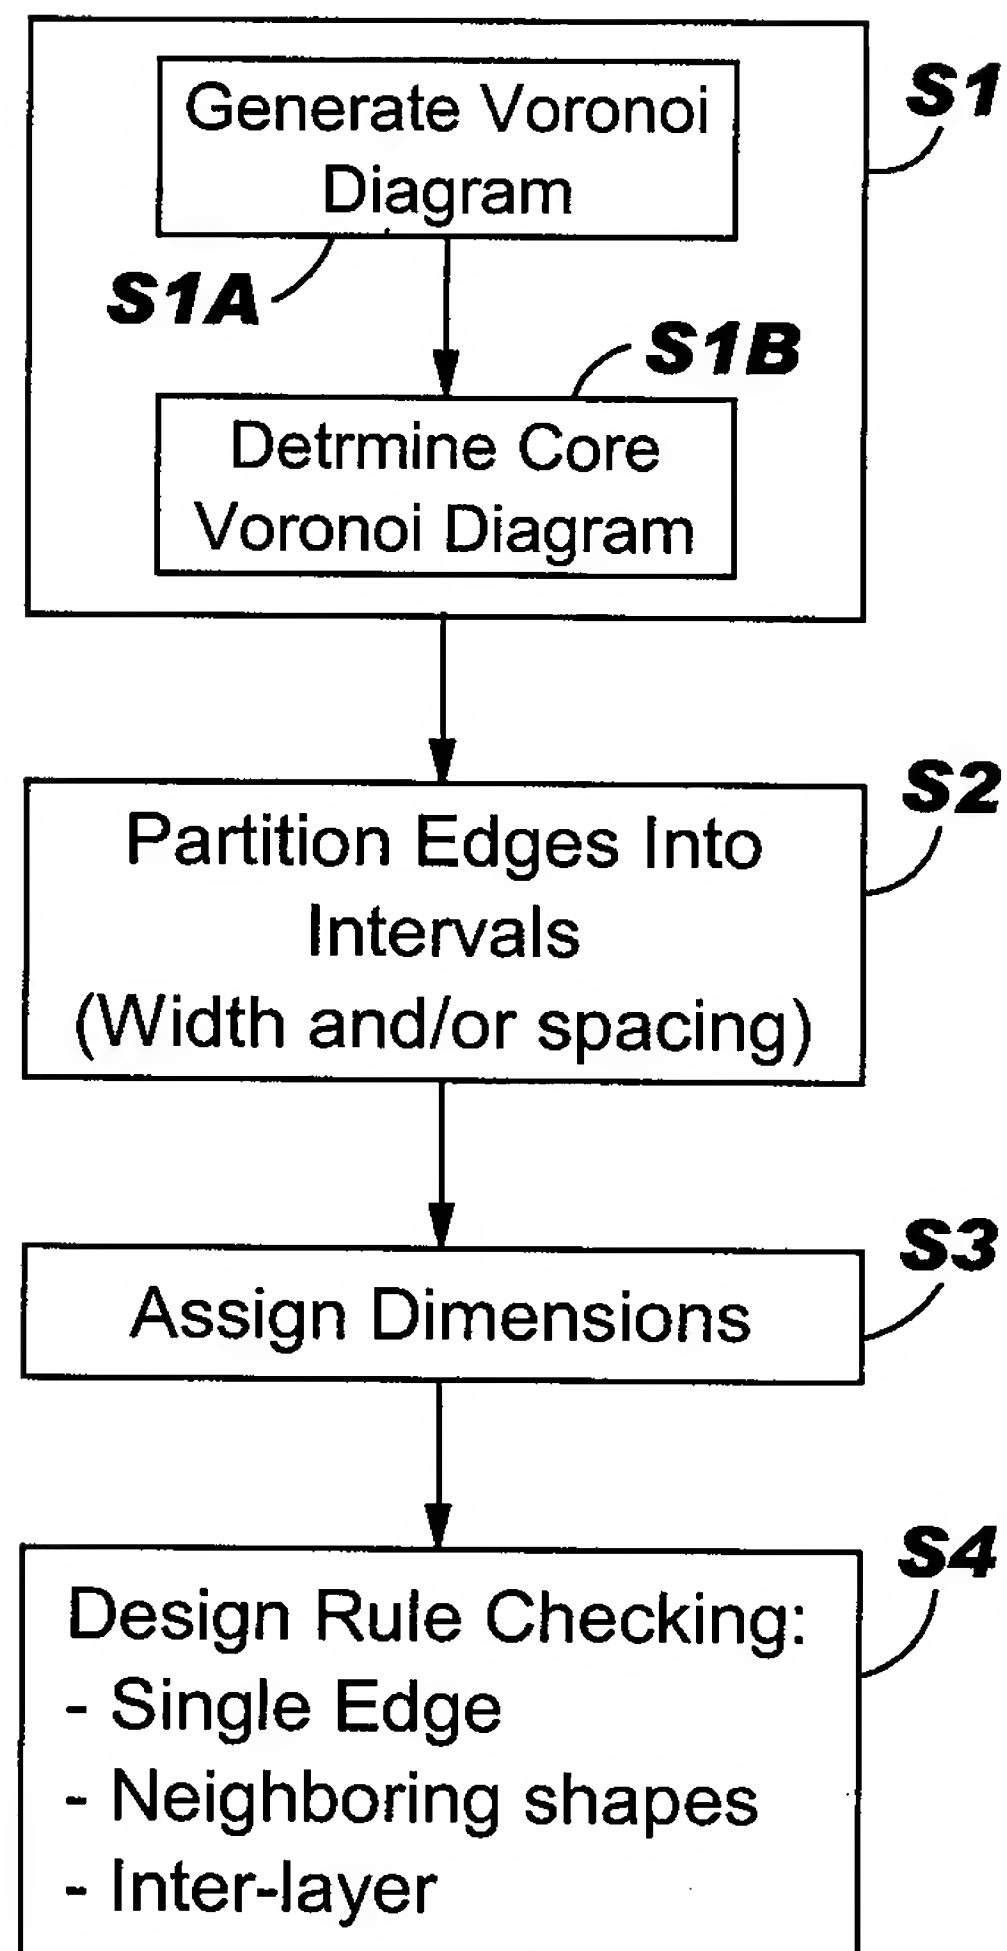 Generate Voronoi
Diagram
S1
S1A
S1B
Detrmine Core
Voronoi Diagram
S2
Partition Edges Into
Intervals
(Width and/or spacing)
S3
Assign Dimensions
S4
Design Rule Checking:
- Single Edge
- Neighboring shapes
- Inter-layer